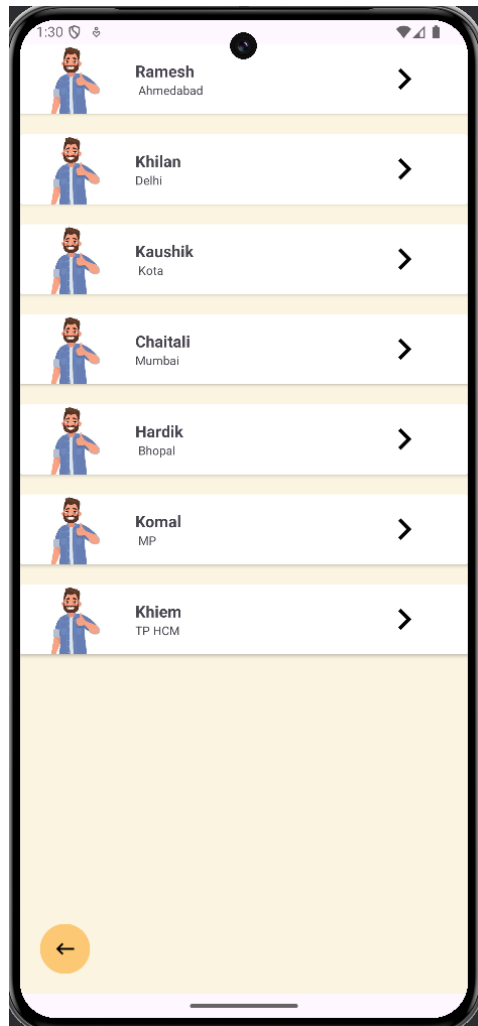 1:30
Ramesh
Ahmedabad
Khilan
Delhi
Kaushik
Kota
Chaitali
Mumbai
Hardik
Bhopal
Komal
MP
Khiem
TP HCM